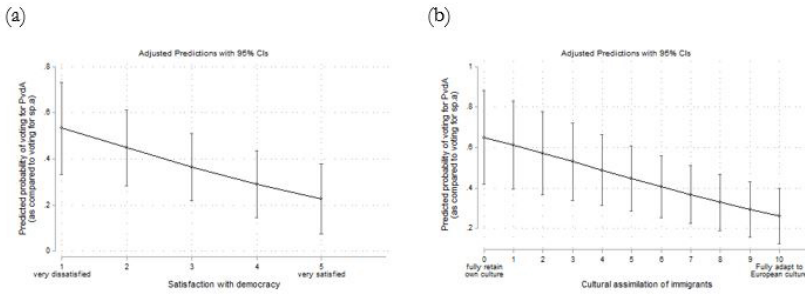 (a)
Adjusted Predictions with 95% CIs
Predicted probability of voting for PvdA
(as compared to voting for sp.a)
.8
.6
.4
.2
0
1 2 3 4 5
very dissatisfied very satisfied
Satisfaction with democracy
(b)
Adjusted Predictions with 95% CIs
Predicted probability of voting for PvdA
(as compared to voting for sp.a)
1
.8
.6
.4
.2
0 1 2 3 4 5 6 7 8 9 10
fully retain Fully adapt to
own culture European culture
Cultural assimilation of immigrants